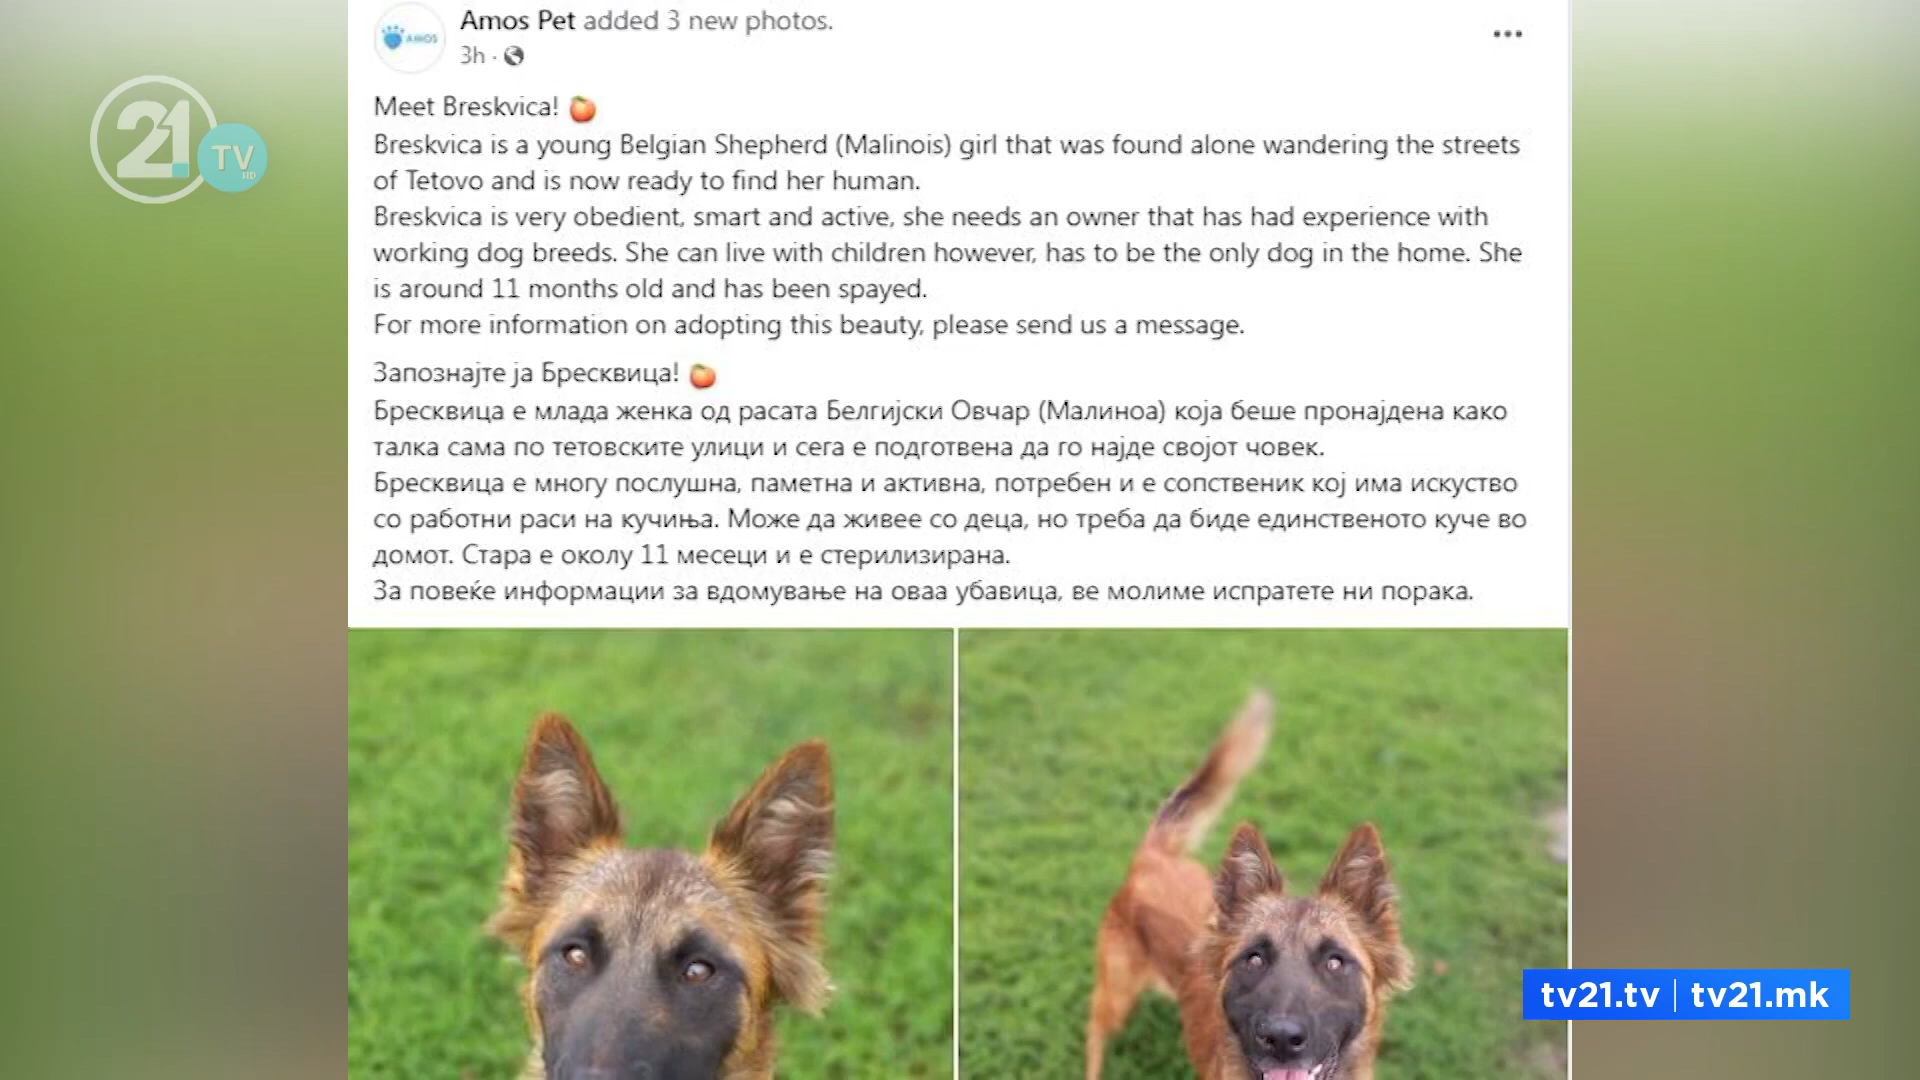 Amos Pet added 3 new photos.
AMOS
3h ·
21 TV HD
Meet Breskvica! 🍑
Breskvica is a young Belgian Shepherd (Malinois) girl that was found alone wandering the streets
of Tetovo and is now ready to find her human.
Breskvica is very obedient, smart and active, she needs an owner that has had experience with
working dog breeds. She can live with children however, has to be the only dog in the home. She
is around 11 months old and has been spayed.
For more information on adopting this beauty, please send us a message.
Запознајте ја Бресквица! 🍑
Бресквица е млада женка од расата Белгијски Овчар (Малиноа) која беше пронајдена како
талка сама по тетовските улици и сега е подготвена да го најде својот човек.
Бресквица е многу послушна, паметна и активна, потребен и е сопственик кој има искуство
со работни раси на кучиња. Може да живее со деца, но треба да биде единственото куче во
домот. Стара е околу 11 месеци и е стерилизирана.
За повеќе информации за вдомување на оваа убавица, ве молиме испратете ни порака.
tv21.tv | tv21.mk